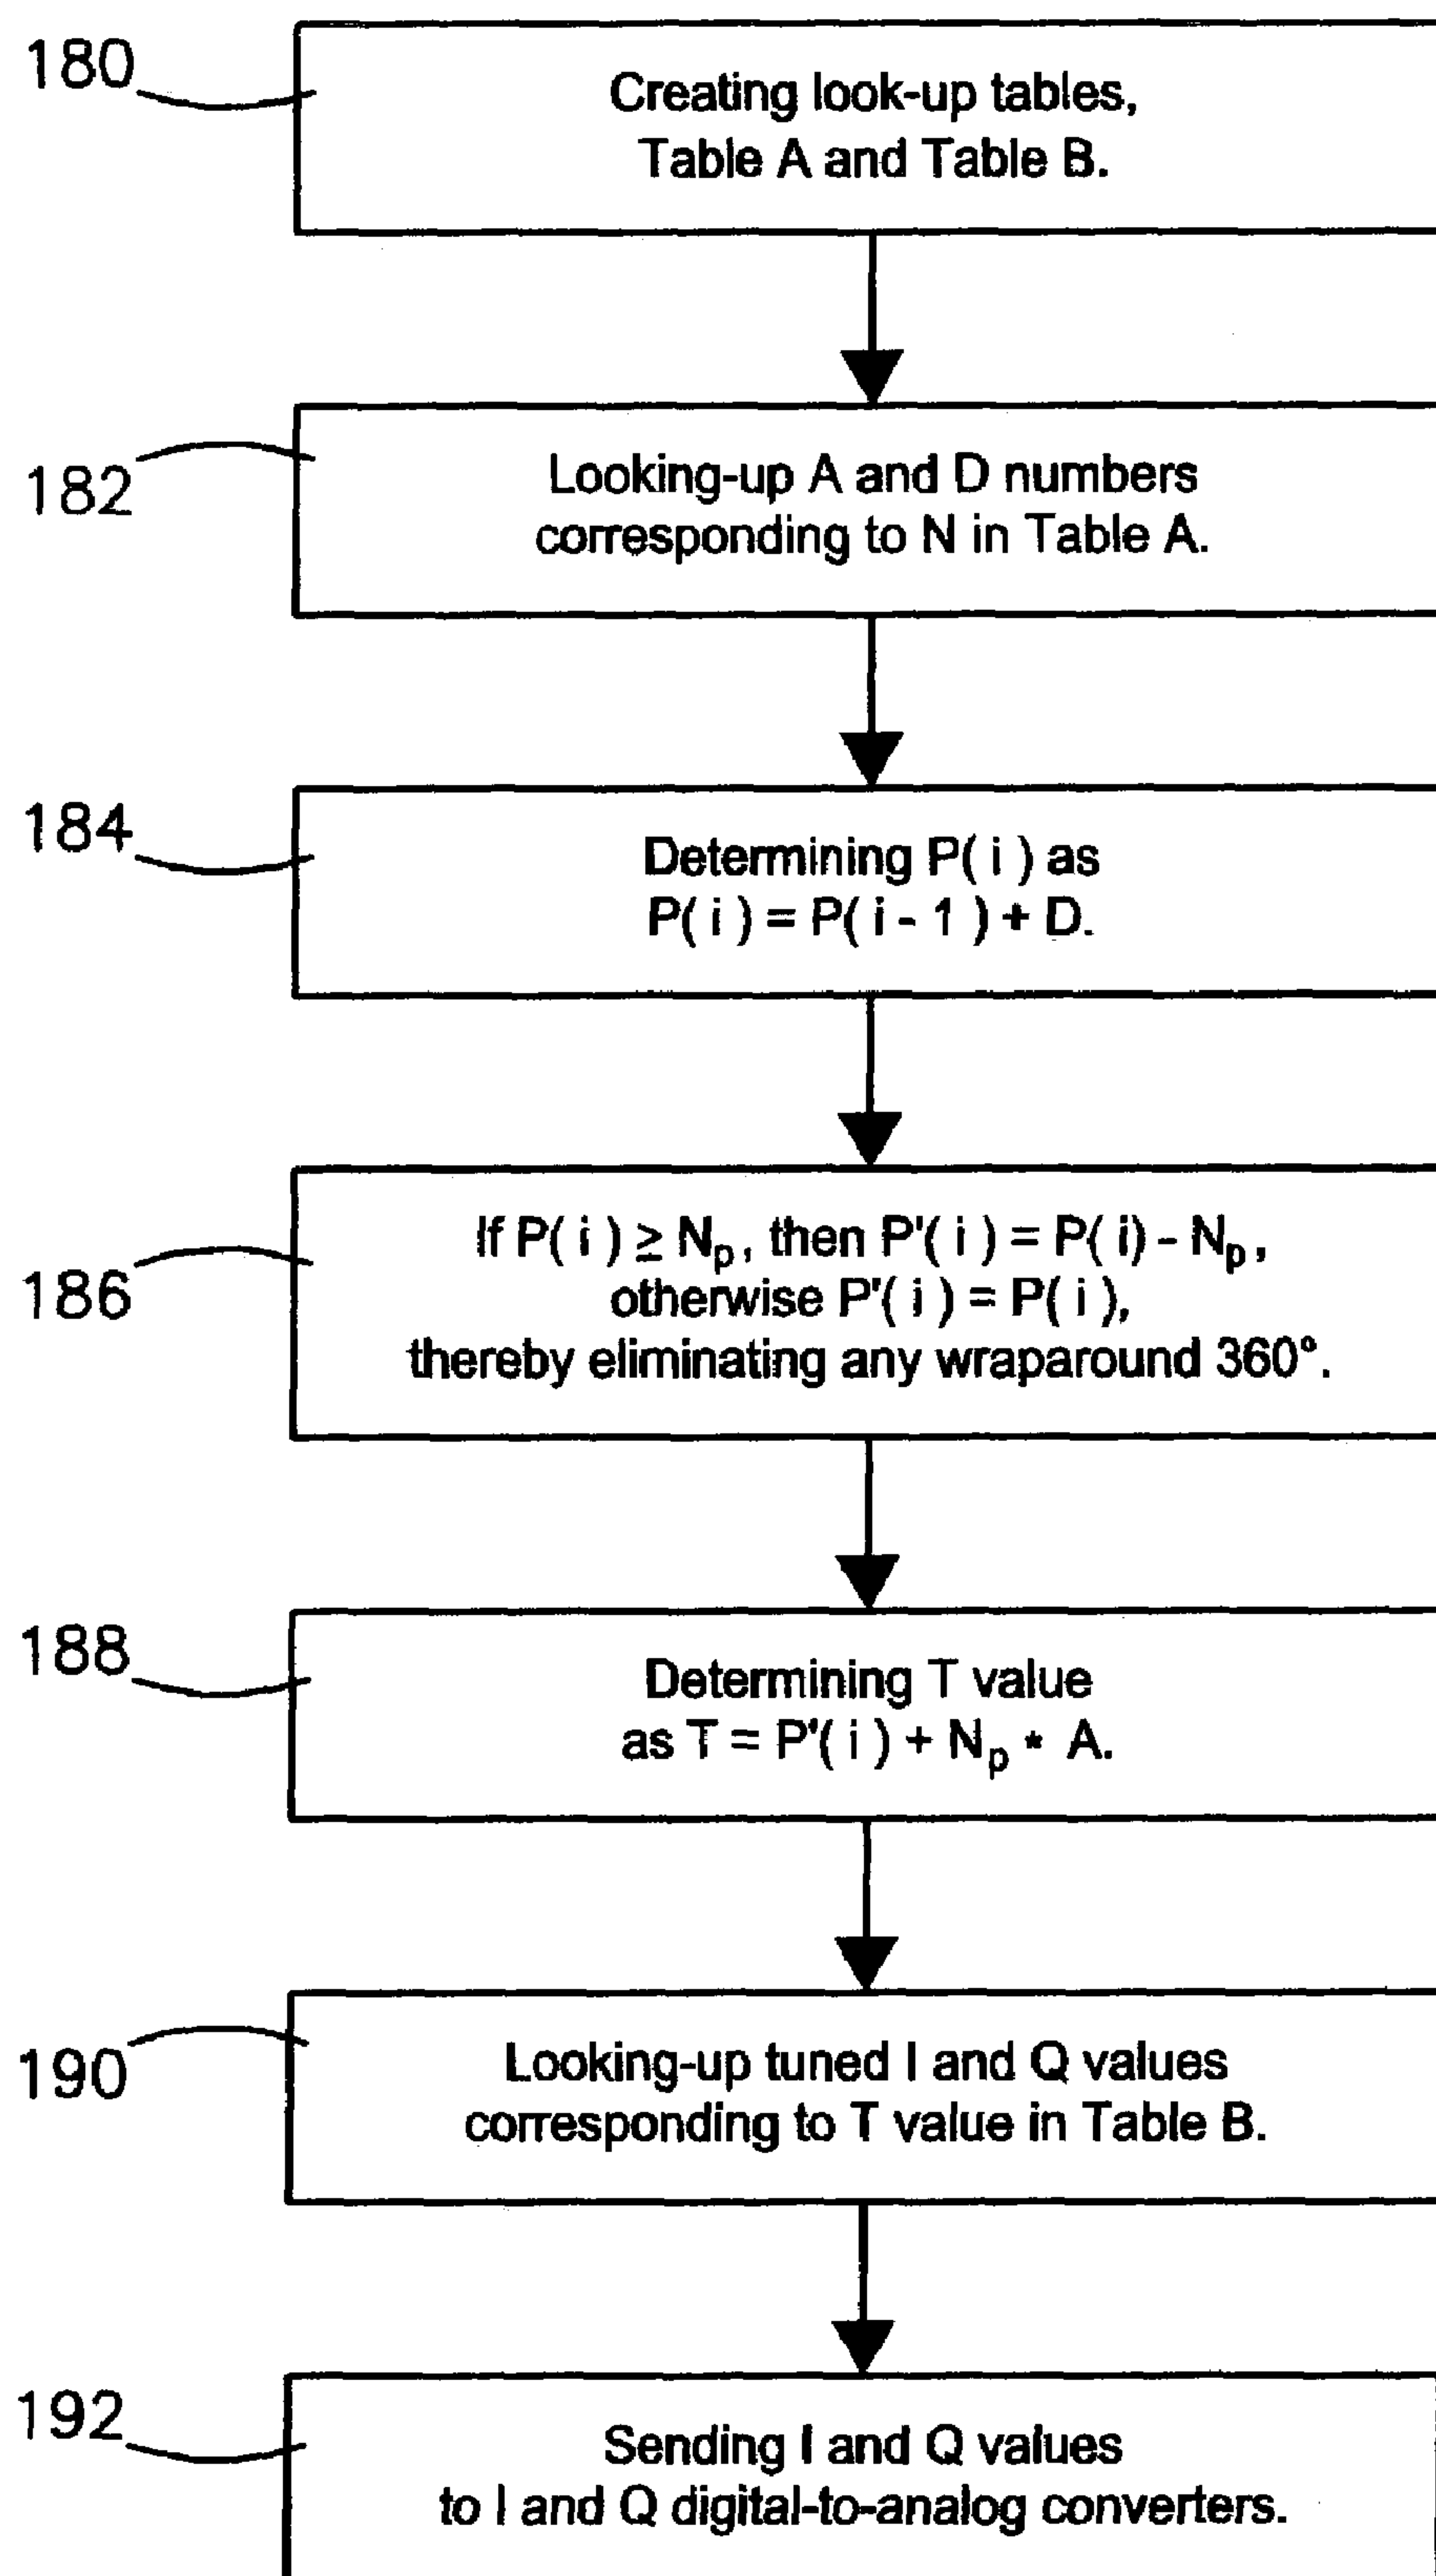 180
Creating look-up tables,
Table A and Table B.
182
Looking-up A and D numbers
corresponding to N in Table A.
184
Determining P( i ) as
P( i ) = P( i - 1 ) + D.
186
If P( i ) ≥ Np, then P'( i ) = P( i) - Np,
otherwise P'( i ) = P( i ),
thereby eliminating any wraparound 360°.
188
Determining T value
as T = P'( i ) + Np * A.
190
Looking-up tuned I and Q values
corresponding to T value in Table B.
192
Sending I and Q values
to I and Q digital-to-analog converters.